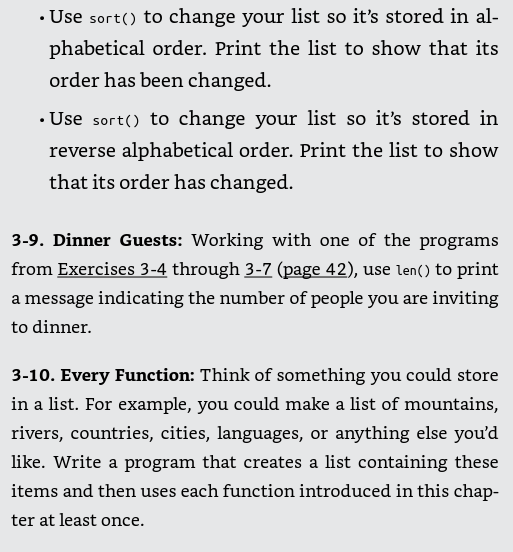 • Use sort() to change your list so it’s stored in al-
phabetical order. Print the list to show that its
order has been changed.
• Use sort() to change your list so it’s stored in
reverse alphabetical order. Print the list to show
that its order has changed.
3-9. Dinner Guests: Working with one of the programs
from Exercises 3-4 through 3-7 (page 42), use len() to print
a message indicating the number of people you are inviting
to dinner.
3-10. Every Function: Think of something you could store
in a list. For example, you could make a list of mountains,
rivers, countries, cities, languages, or anything else you’d
like. Write a program that creates a list containing these
items and then uses each function introduced in this chap-
ter at least once.